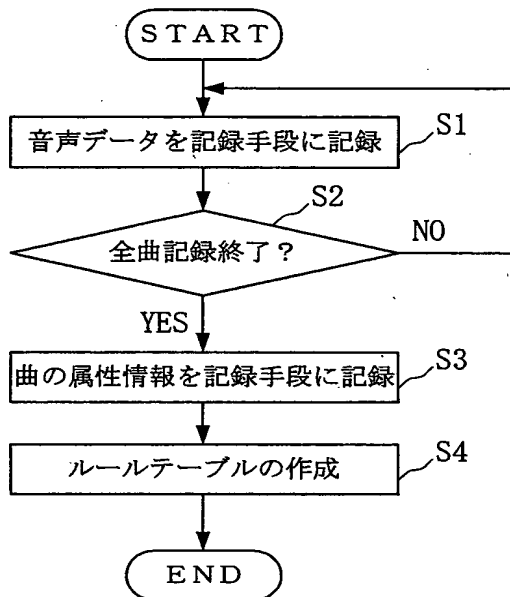 START
音声データを記録手段に記録
S1
S2
全曲記録終了?
NO
YES
曲の属性情報を記録手段に記録
S3
ルールテーブルの作成
S4
END